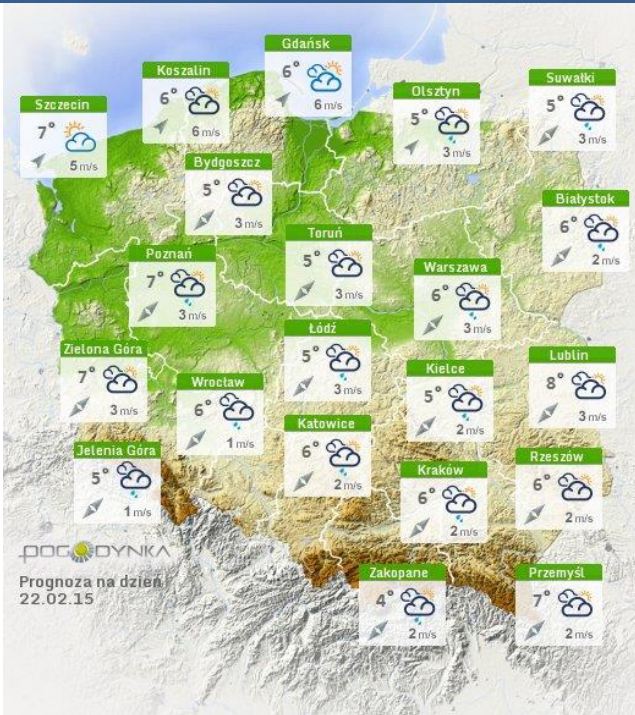 Gdańsk
6°
6 m/s
Koszalin
6°
6 m/s
Suwałki
5°
3 m/s
Olsztyn
5°
3 m/s
Szczecin
7°
5 m/s
Bydgoszcz
5°
3 m/s
Białystok
6°
2 m/s
Toruń
5°
3 m/s
Poznań
7°
3 m/s
Warszawa
6°
3 m/s
Łódź
5°
3 m/s
Zielona Góra
7°
3 m/s
Lublin
8°
3 m/s
Kielce
5°
2 m/s
Wrocław
6°
1 m/s
Katowice
6°
2 m/s
Jelenia Góra
5°
1 m/s
Rzeszów
6°
2 m/s
Kraków
6°
2 m/s
POGODYNKA
Prognoza na dzień
22.02.15
Zakopane
4°
2 m/s
Przemyśl
7°
2 m/s